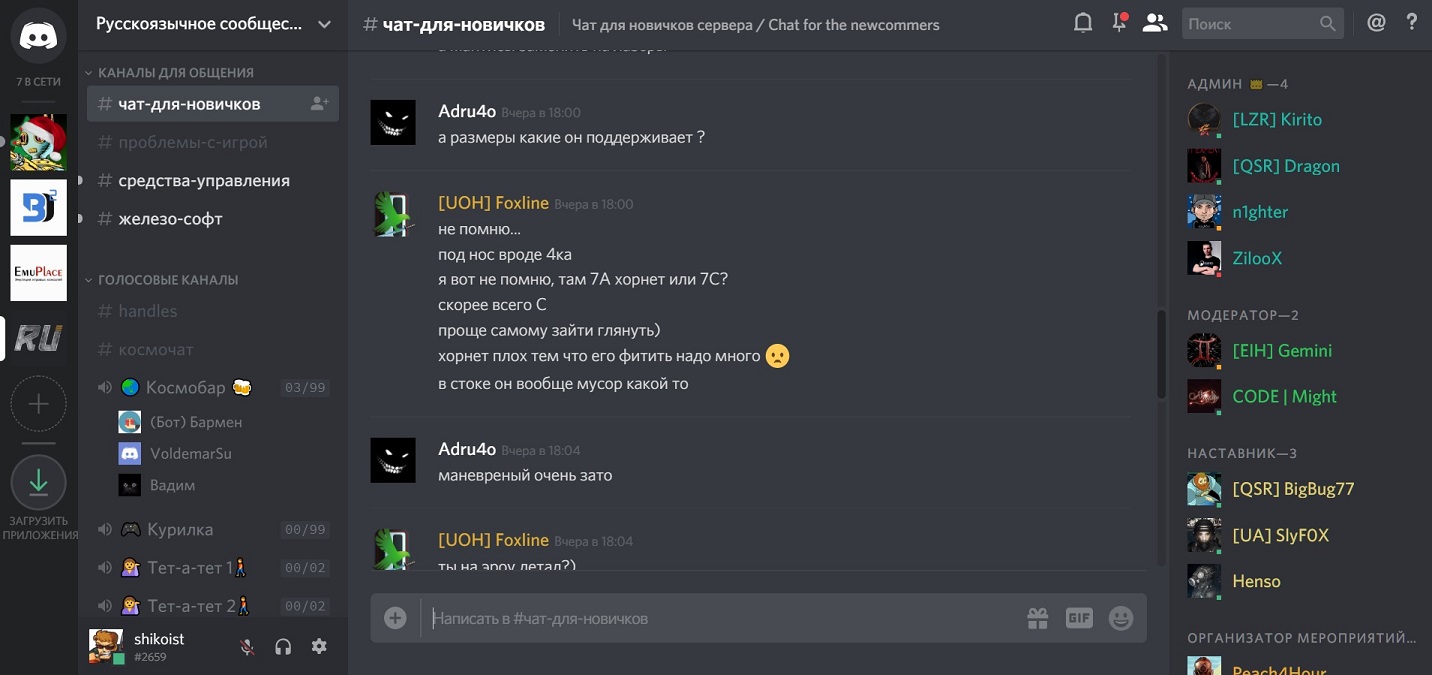 7 В СЕТИ
EMUPLACE
RU
ЗАГРУЗИТЬ
ПРИЛОЖЕНИЯ
Русскоязычное сообщес...
КАНАЛЫ ДЛЯ ОБЩЕНИЯ
# чат-для-новичков
# проблемы-с-игрой
# средства-управления
# железо-софт
ГОЛОСОВЫЕ КАНАЛЫ
# handles
# космочат
Космобар 03/99
(Бот) Бармен
VoldemarSu
Вадим
Курилка 00/99
Тет-а-тет 1 00/02
Тет-а-тет 2 00/02
shikoist
#2659
# чат-для-новичков
Чат для новичков сервера / Chat for the newcommers
Поиск
Adru4o Вчера в 18:00
а размеры какие он поддерживает ?
[UOH] Foxline Вчера в 18:00
не помню...
под нос вроде 4ка
я вот не помню, там 7А хорнет или 7С?
скорее всего С
проще самому зайти глянуть)
хорнет плох тем что его фитить надо много
в стоке он вообще мусор какой то
Adru4o Вчера в 18:04
маневреный очень зато
[UOH] Foxline Вчера в 18:04
ты на эроу летал?)
Написать в #чат-для-новичков
GIF
АДМИН —4
[LZR] Kirito
[QSR] Dragon
n1ghter
ZilooX
МОДЕРАТОР—2
[EIH] Gemini
CODE | Might
НАСТАВНИК—3
[QSR] BigBug77
[UA] SlyF0X
Henso
ОРГАНИЗАТОР МЕРОПРИЯТИЙ...
Peach4Hour